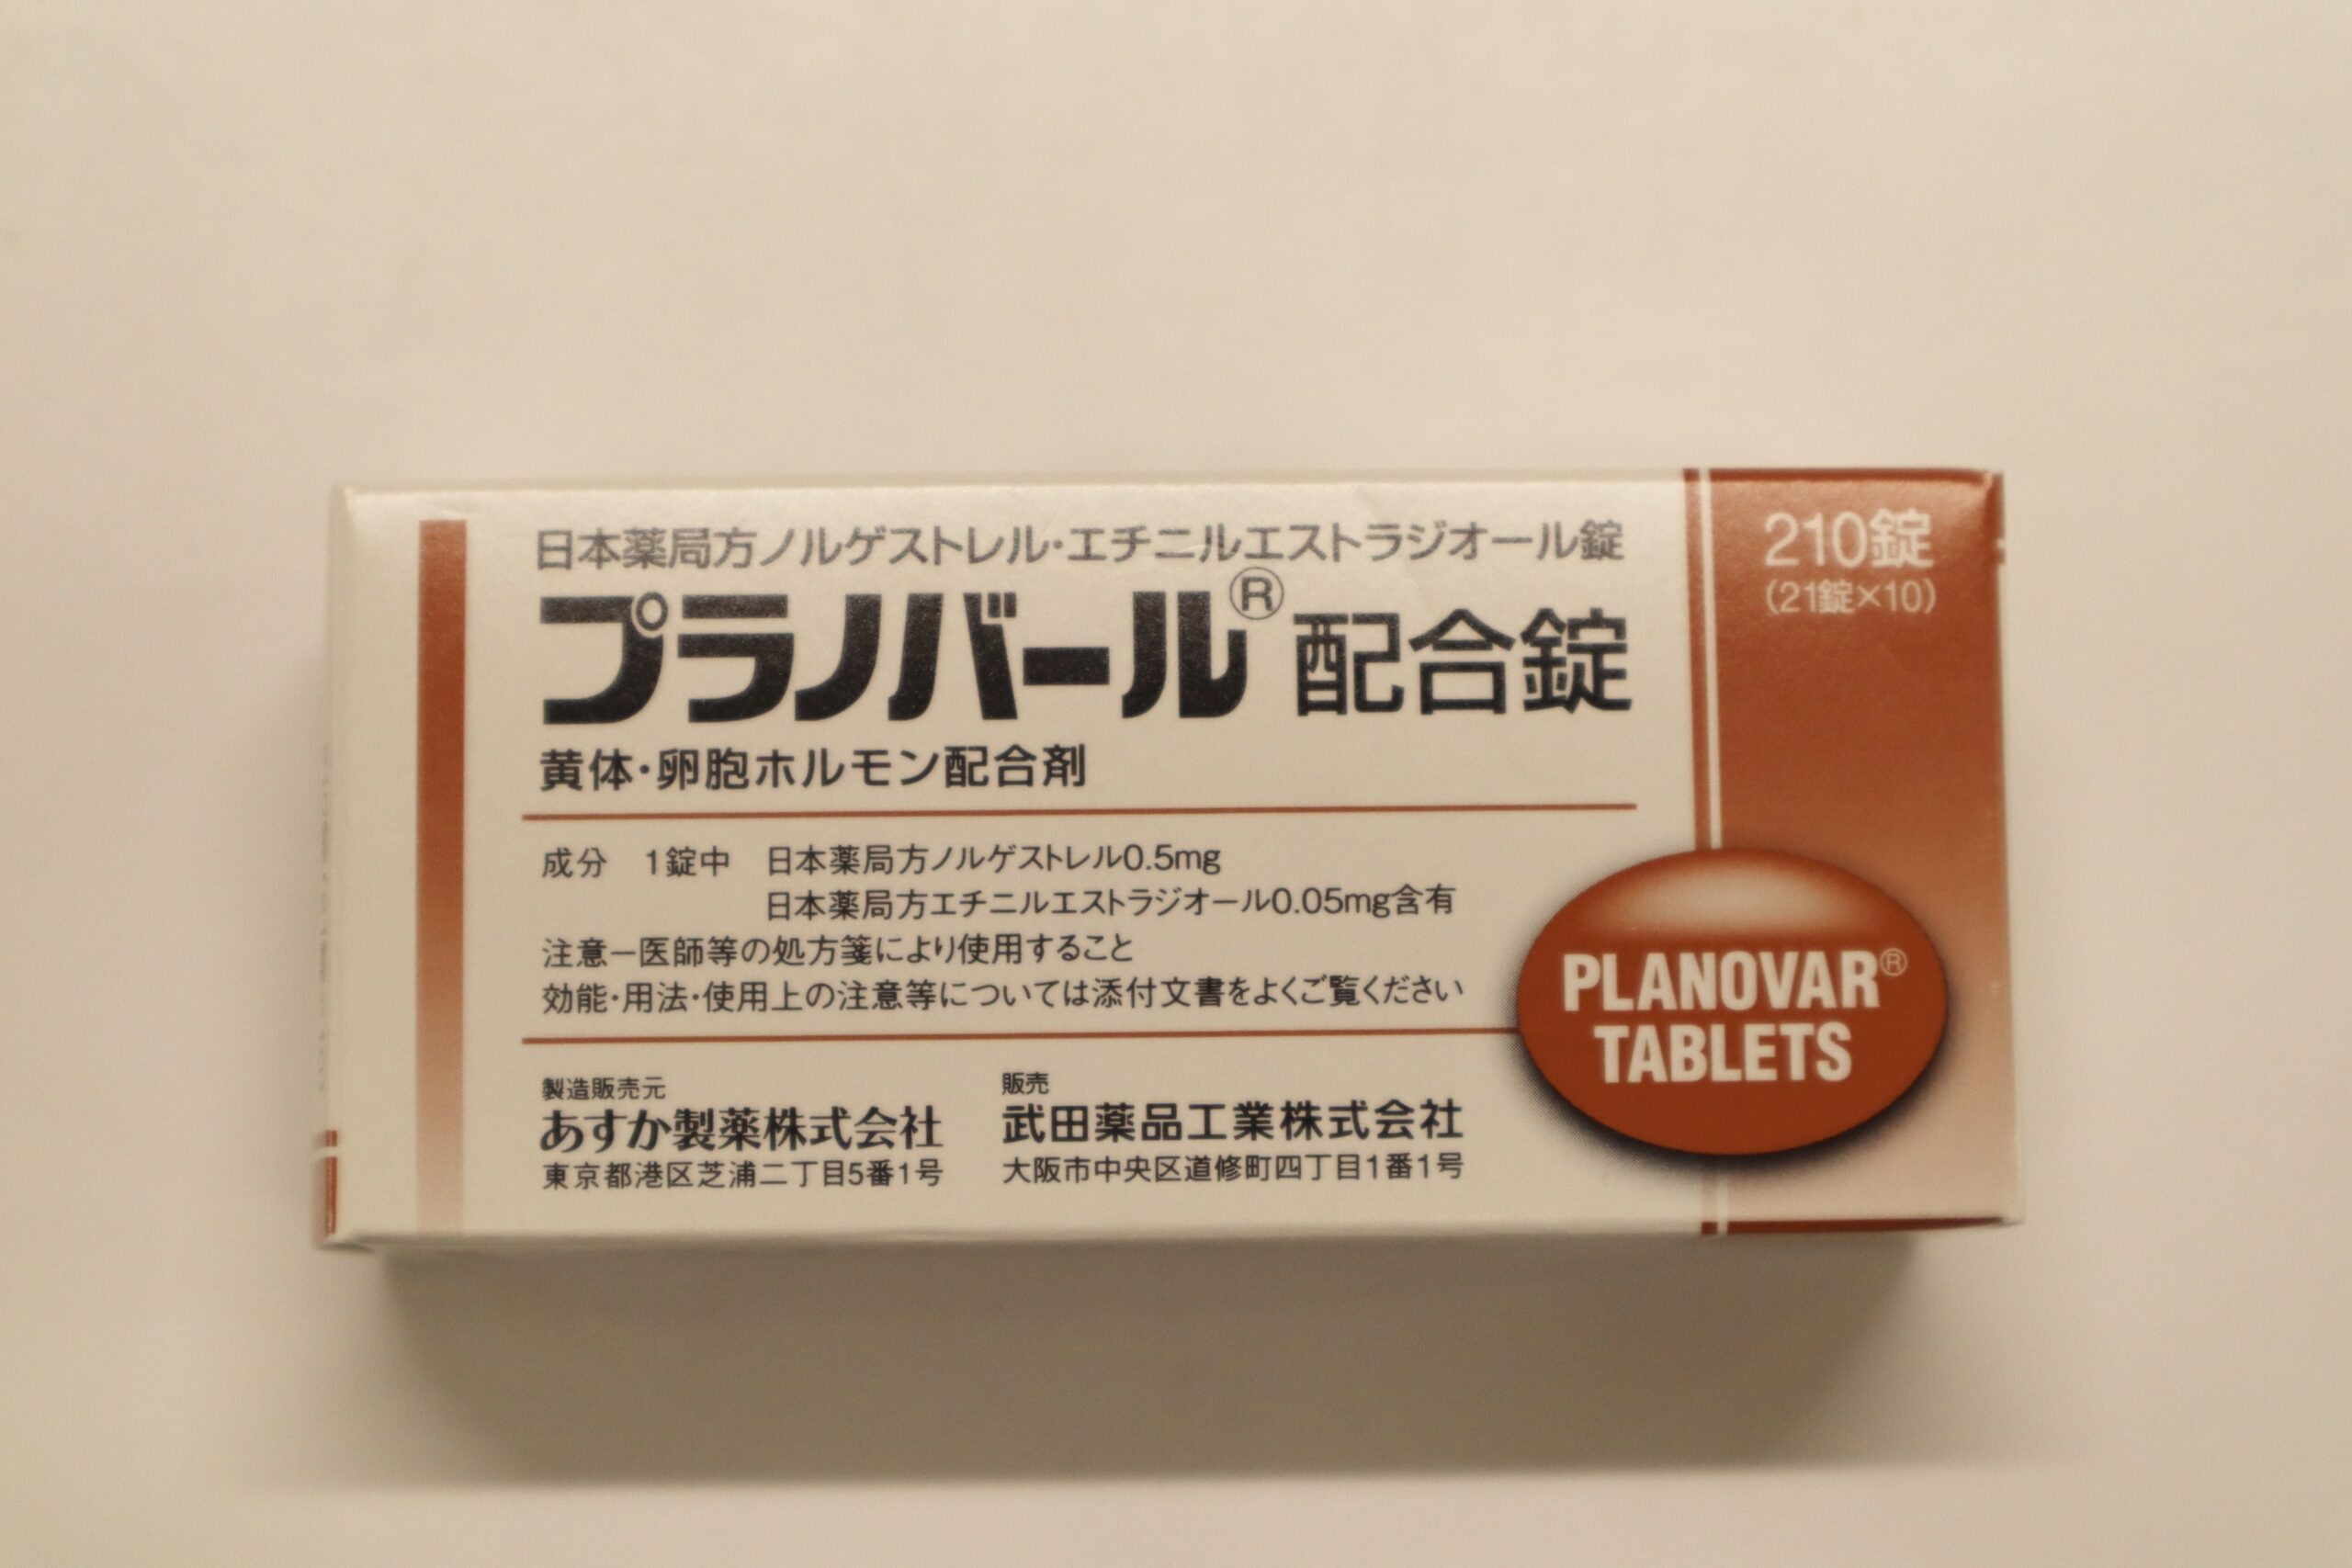 日本薬局方ノルゲストレル・エチニルエストラジオール錠
プラノバール® 配合錠
黄体・卵胞ホルモン配合剤
成分 1錠中 日本薬局方ノルゲストレル0.5mg
日本薬局方エチニルエストラジオール0.05mg含有
注意－医師等の処方箋により使用すること
効能・用法・使用上の注意等については添付文書をよくご覧ください
製造販売元
あすか製薬株式会社
東京都港区芝浦二丁目5番1号
販売
武田薬品工業株式会社
大阪市中央区道修町四丁目1番1号
210錠
(21錠×10)
PLANOVAR®
TABLETS